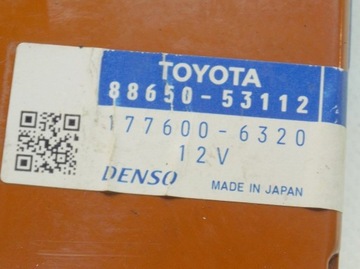 TOYOTA
88650-53112
177600-6320
12V
DENSO MADE IN JAPAN